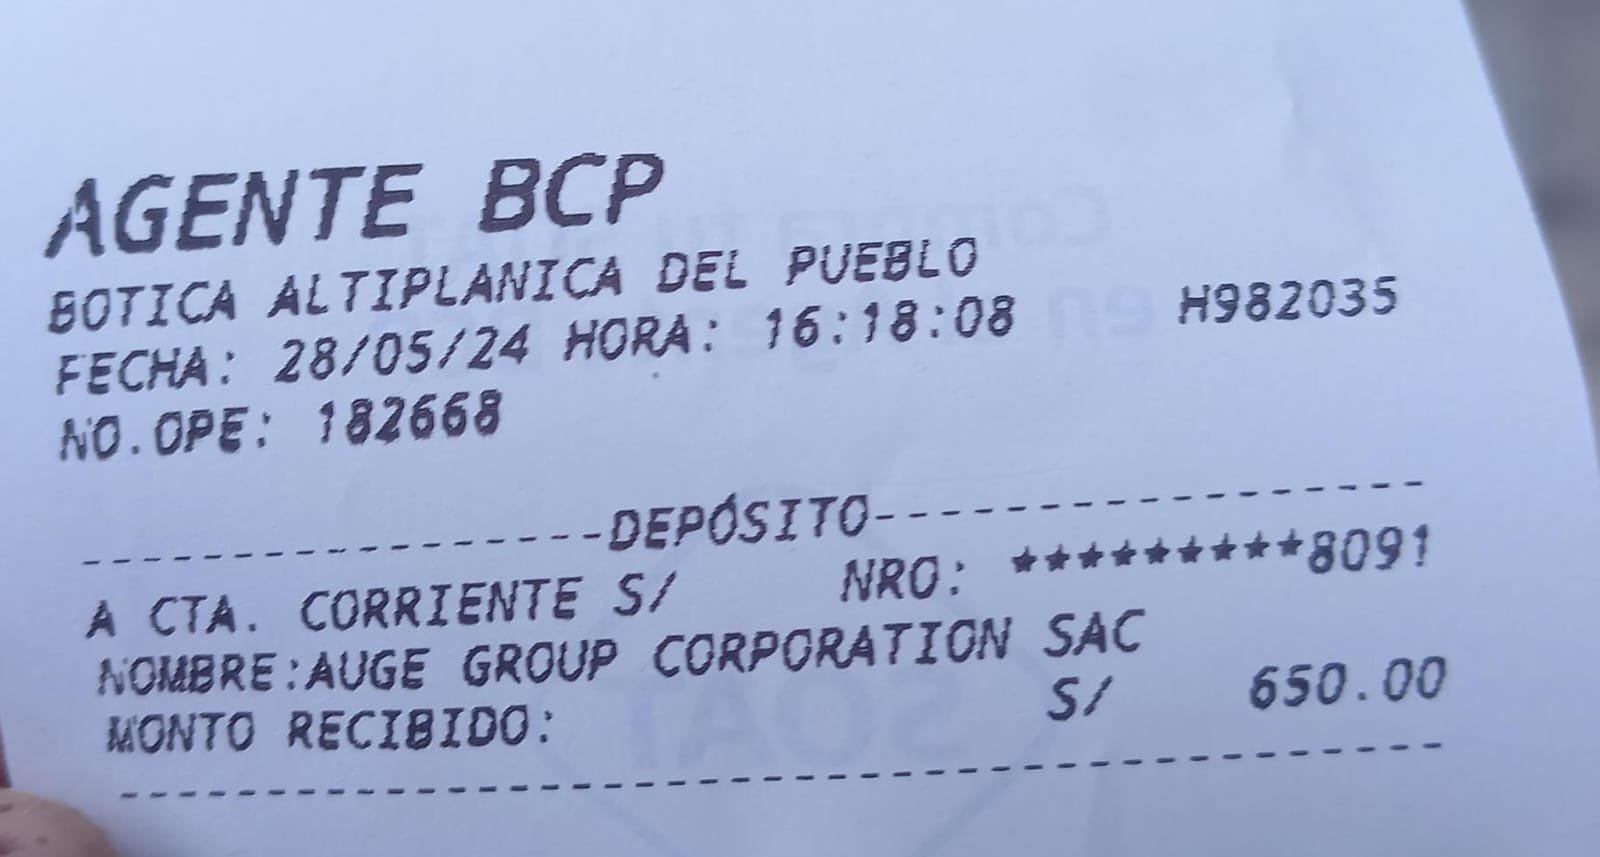 AGENTE BCP
BOTICA ALTIPLANICA DEL PUEBLO
FECHA: 28/05/24 HORA: 16:18:08 H982035
NO.OPE: 182668
-----------------DEPÓSITO-----------------
A CTA. CORRIENTE S/ NRO: *********8091
NOMBRE:AUGE GROUP CORPORATION SAC
MONTO RECIBIDO: S/ 650.00